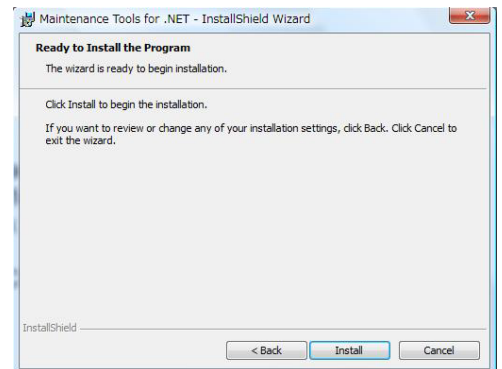 Maintenance Tools for .NET - InstallShield Wizard
Ready to Install the Program
The wizard is ready to begin installation.
Click Install to begin the installation.
If you want to review or change any of your installation settings, click Back. Click Cancel to
exit the wizard.
InstallShield
< Back Install Cancel